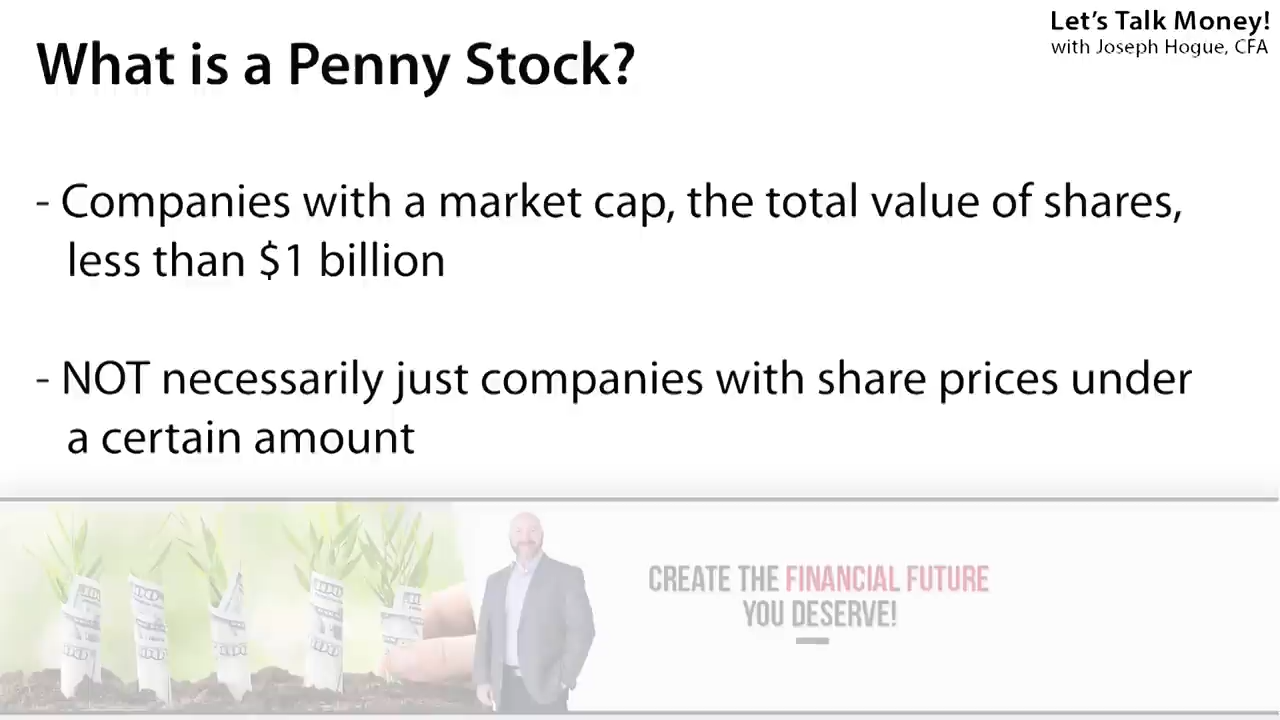 Let's Talk Money!
with Joseph Hogue, CFA
What is a Penny Stock?
- Companies with a market cap, the total value of shares,
less than $1 billion
- NOT necessarily just companies with share prices under
a certain amount
CREATE THE FINANCIAL FUTURE
YOU DESERVE!